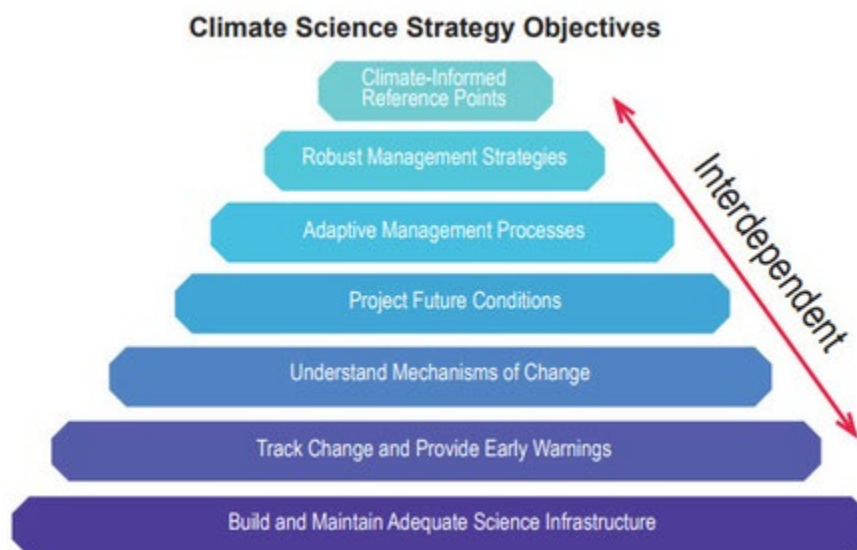 Climate Science Strategy Objectives
Climate-Informed
Reference Points
Robust Management Strategies
Adaptive Management Processes
Project Future Conditions
Understand Mechanisms of Change
Track Change and Provide Early Warnings
Build and Maintain Adequate Science Infrastructure
Interdependent